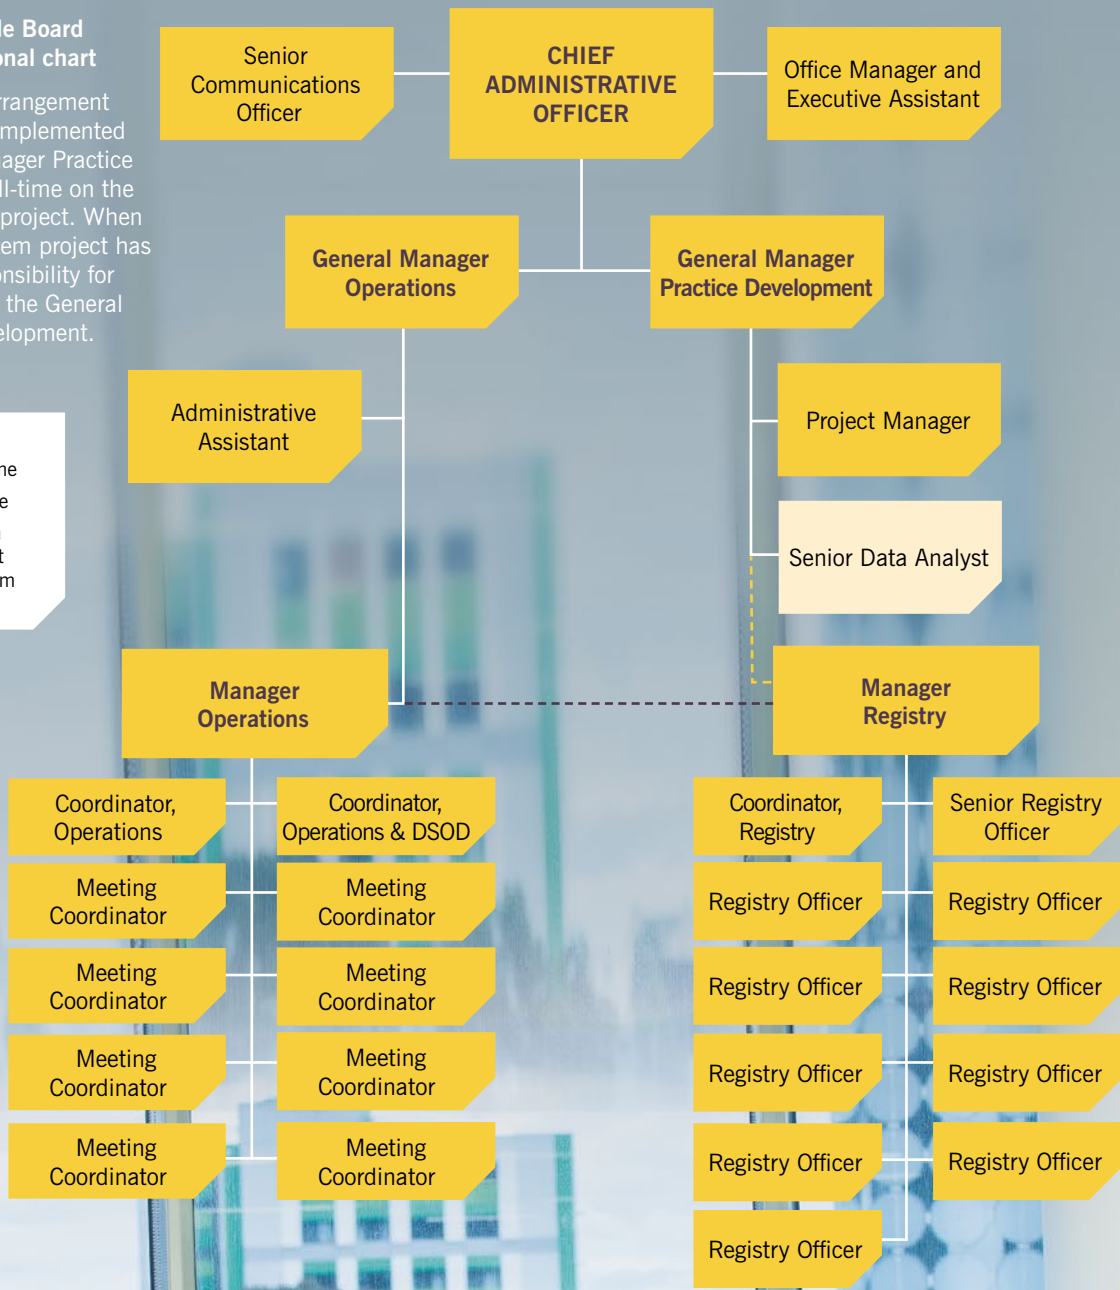 le Board
onal chart
rrangement
implemented
ager Practice
ll-time on the
project. When
em project has
onsibility for
the General
elopment.
ne
e
t
m
Senior
Communications
Officer
CHIEF
ADMINISTRATIVE
OFFICER
Office Manager and
Executive Assistant
General Manager
Operations
General Manager
Practice Development
Administrative
Assistant
Project Manager
Senior Data Analyst
Manager
Operations
Manager
Registry
Coordinator,
Operations
Coordinator,
Operations & DSOD
Meeting
Coordinator
Meeting
Coordinator
Meeting
Coordinator
Meeting
Coordinator
Meeting
Coordinator
Meeting
Coordinator
Meeting
Coordinator
Meeting
Coordinator
Coordinator,
Registry
Senior Registry
Officer
Registry Officer
Registry Officer
Registry Officer
Registry Officer
Registry Officer
Registry Officer
Registry Officer
Registry Officer
Registry Officer